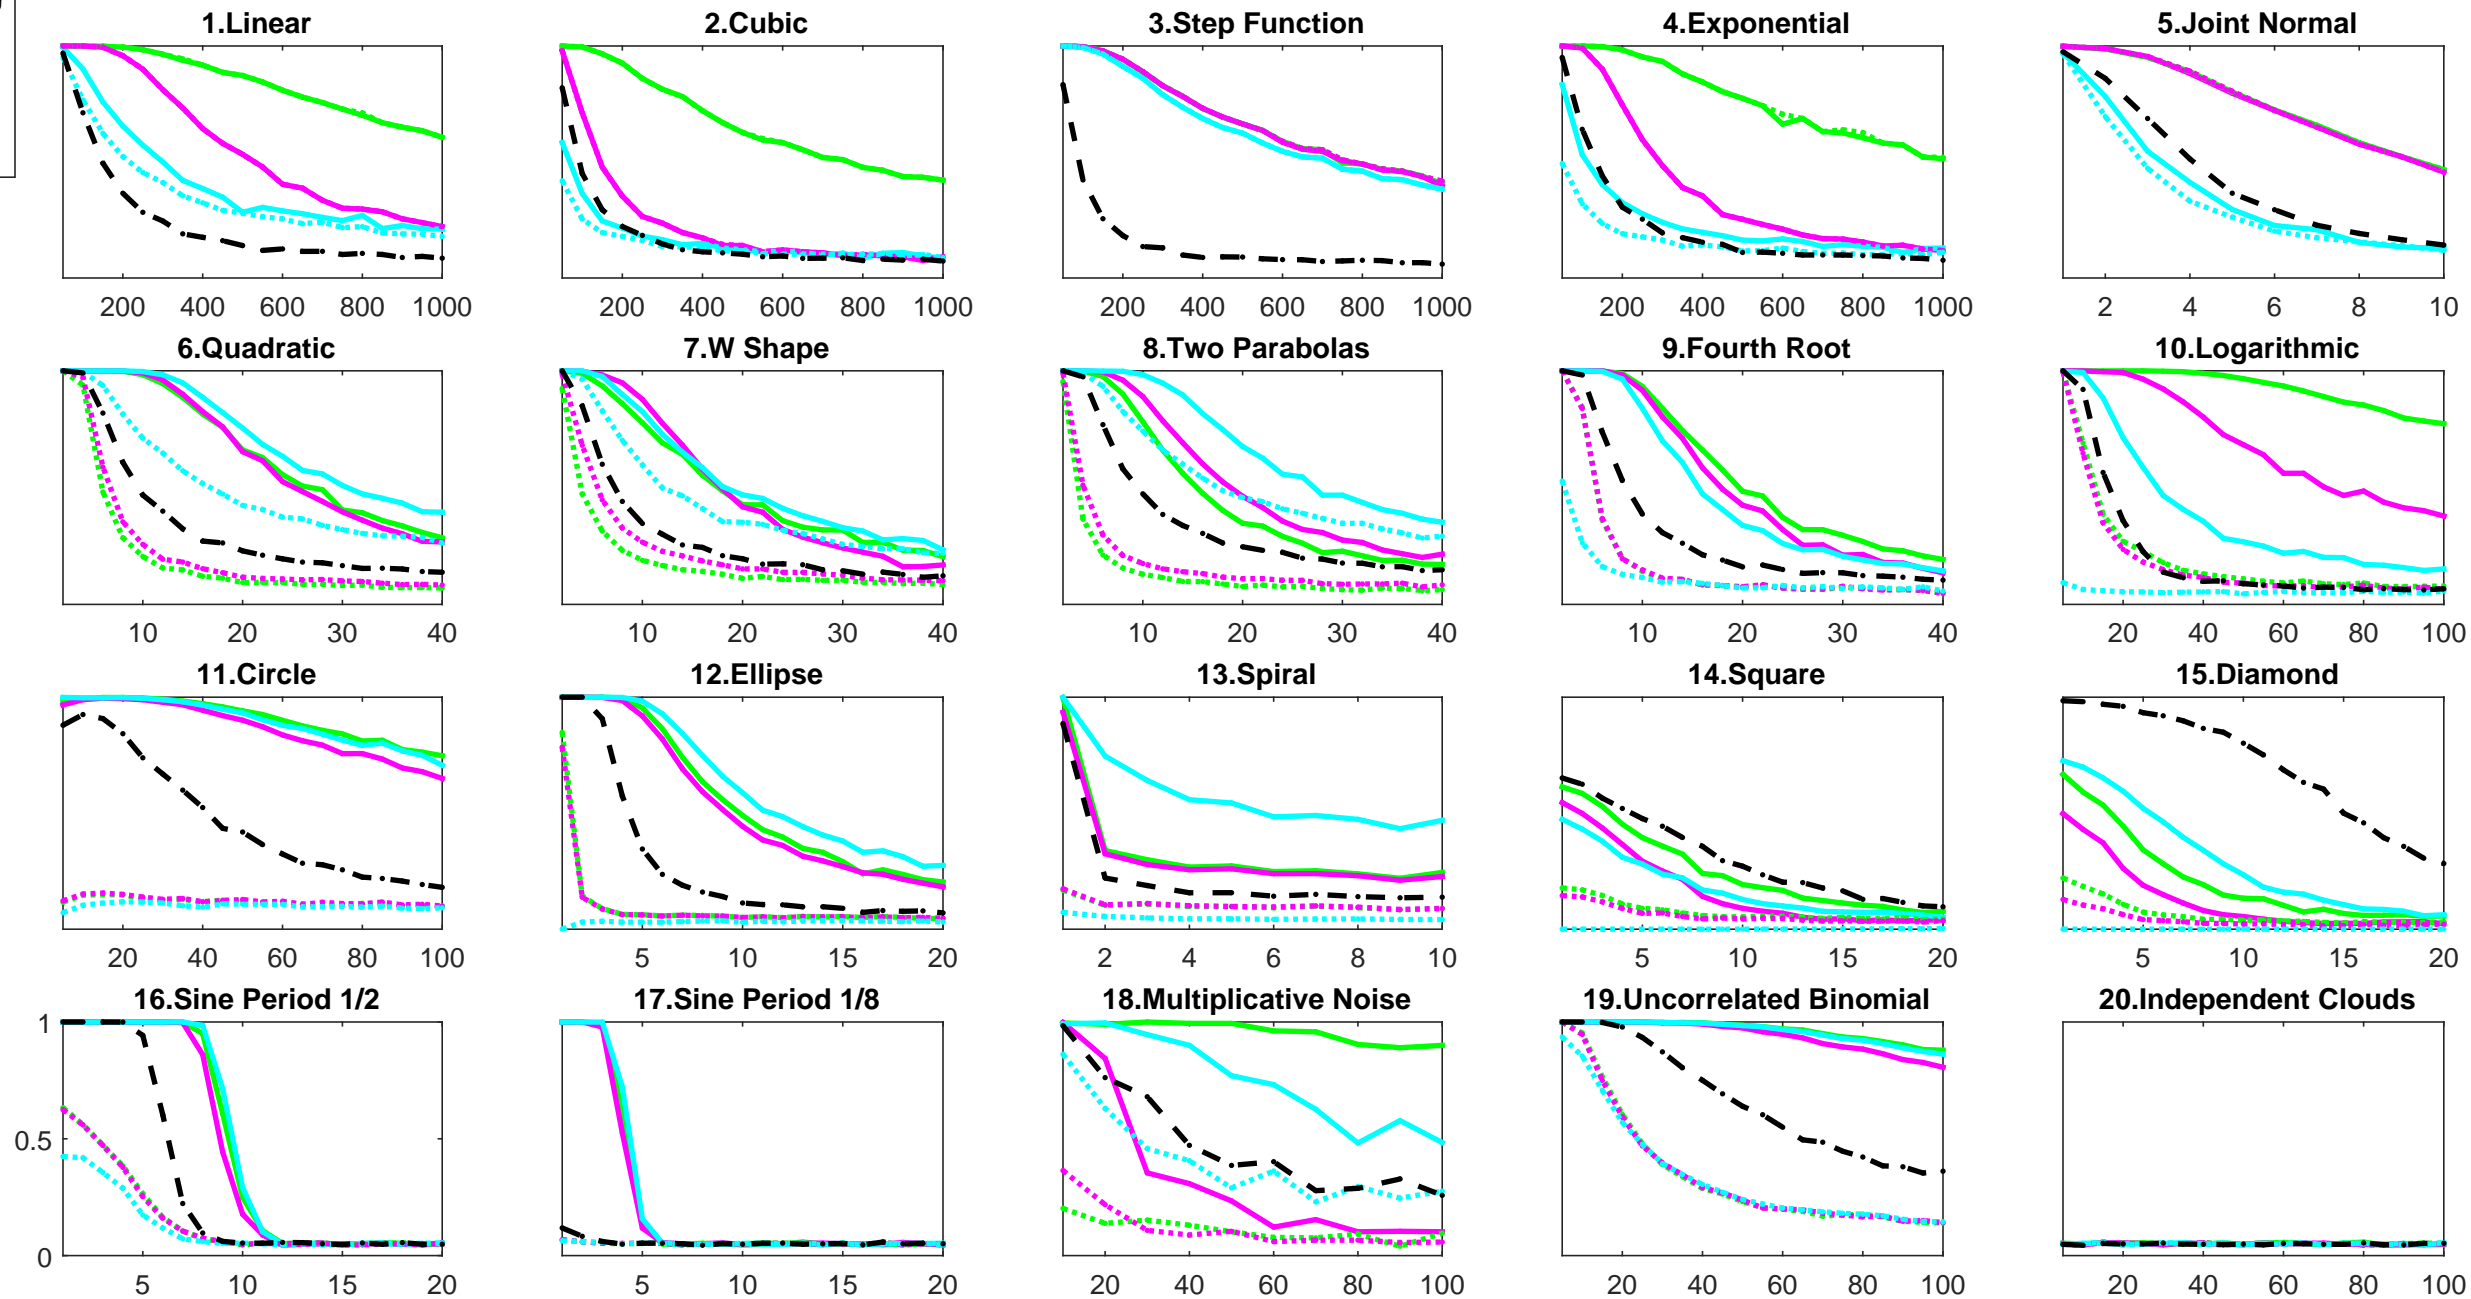 1.Linear 2.Cubic 3.Step Function 4.Exponential 5.Joint Normal
200 400 600 800 1000 200 400 600 800 1000 200 400 600 800 1000 200 400 600 800 1000 2 4 6 8 10
6.Quadratic 7.W Shape 8.Two Parabolas 9.Fourth Root 10.Logarithmic
10 20 30 40 10 20 30 40 10 20 30 40 10 20 30 40 20 40 60 80 100
11.Circle 12.Ellipse 13.Spiral 14.Square 15.Diamond
20 40 60 80 100 5 10 15 20 2 4 6 8 10 5 10 15 20 5 10 15 20
16.Sine Period 1/2 17.Sine Period 1/8 18.Multiplicative Noise 19.Uncorrelated Binomial 20.Independent Clouds
1
0.5
0
5 10 15 20 5 10 15 20 20 40 60 80 100 20 40 60 80 100 20 40 60 80 100